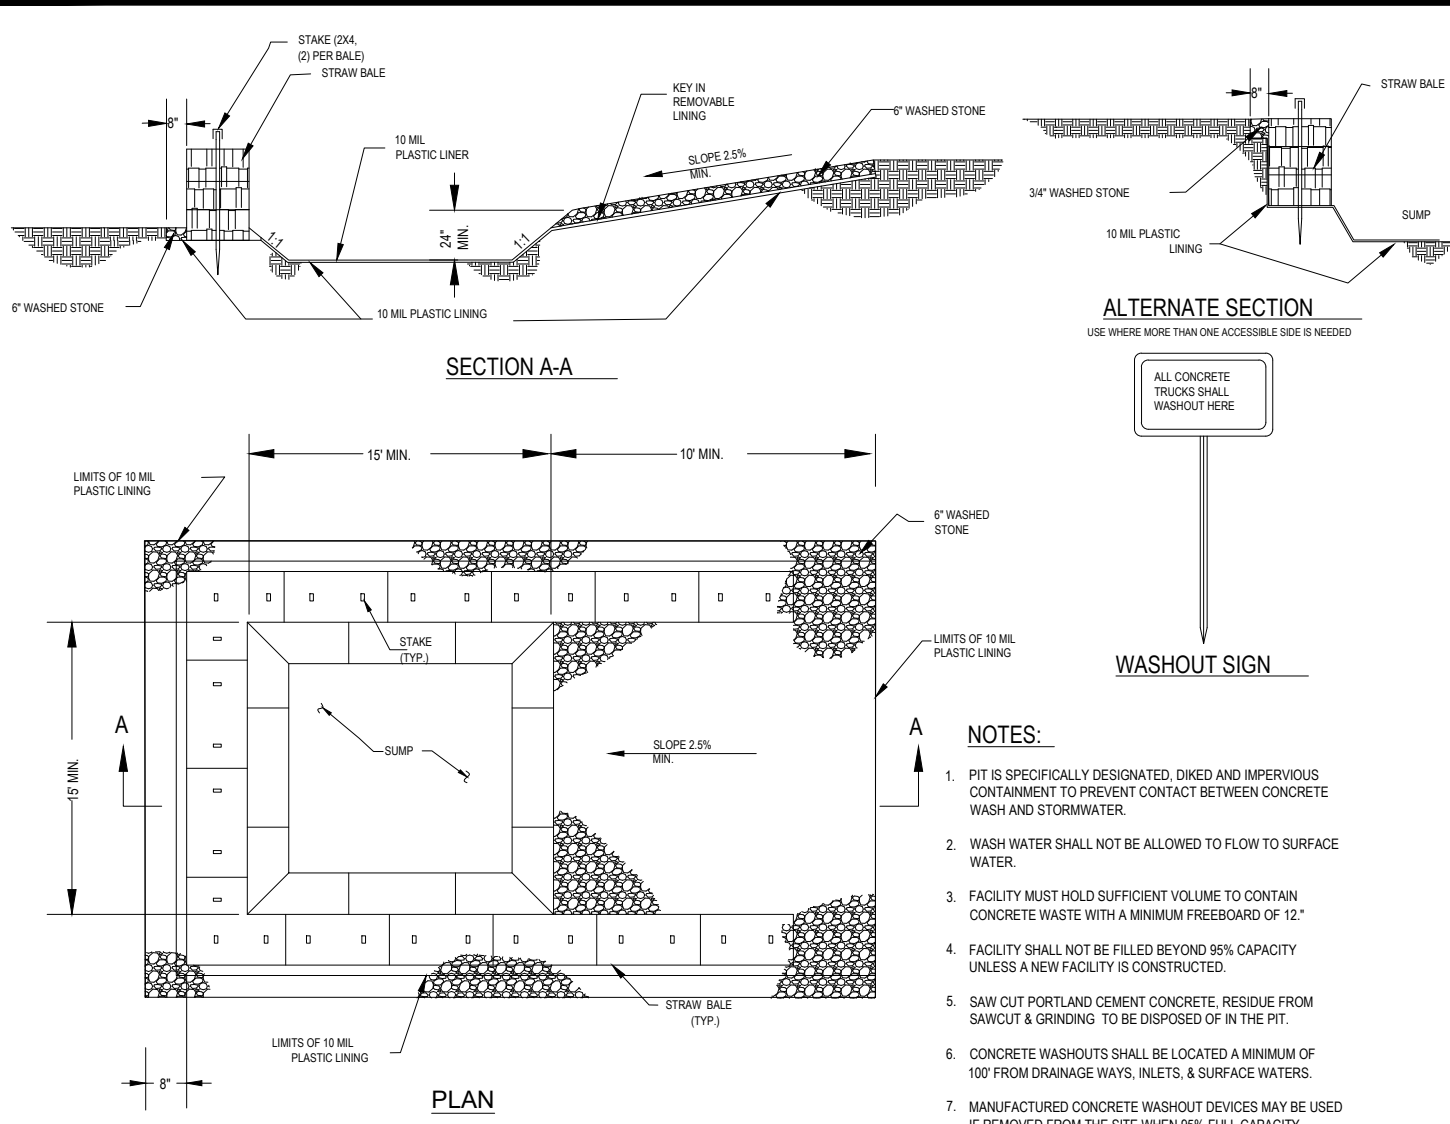 STAKE (2X4,
(2) PER BALE)
STRAW BALE
8"
10 MIL
PLASTIC LINER
KEY IN
REMOVABLE
LINING
6" WASHED STONE
SLOPE 2.5%
MIN.
24"
MIN.
1:1
1:1
6" WASHED STONE
10 MIL PLASTIC LINING
SECTION A-A
8"
STRAW BALE
3/4" WASHED STONE
SUMP
10 MIL PLASTIC
LINING
ALTERNATE SECTION
USE WHERE MORE THAN ONE ACCESSIBLE SIDE IS NEEDED
ALL CONCRETE
TRUCKS SHALL
WASHOUT HERE
WASHOUT SIGN
15' MIN.
10' MIN.
LIMITS OF 10 MIL
PLASTIC LINING
6" WASHED
STONE
STAKE
(TYP.)
LIMITS OF 10 MIL
PLASTIC LINING
A
A
15' MIN.
SUMP
SLOPE 2.5%
MIN.
STRAW BALE
(TYP.)
LIMITS OF 10 MIL
PLASTIC LINING
8"
PLAN
NOTES:
1. PIT IS SPECIFICALLY DESIGNATED, DIKED AND IMPERVIOUS
CONTAINMENT TO PREVENT CONTACT BETWEEN CONCRETE
WASH AND STORMWATER.
2. WASH WATER SHALL NOT BE ALLOWED TO FLOW TO SURFACE
WATER.
3. FACILITY MUST HOLD SUFFICIENT VOLUME TO CONTAIN
CONCRETE WASTE WITH A MINIMUM FREEBOARD OF 12."
4. FACILITY SHALL NOT BE FILLED BEYOND 95% CAPACITY
UNLESS A NEW FACILITY IS CONSTRUCTED.
5. SAW CUT PORTLAND CEMENT CONCRETE, RESIDUE FROM
SAWCUT & GRINDING TO BE DISPOSED OF IN THE PIT.
6. CONCRETE WASHOUTS SHALL BE LOCATED A MINIMUM OF
100' FROM DRAINAGE WAYS, INLETS, & SURFACE WATERS.
7. MANUFACTURED CONCRETE WASHOUT DEVICES MAY BE USED
IF REMOVED FROM THE SITE WHEN 95% FULL CAPACITY